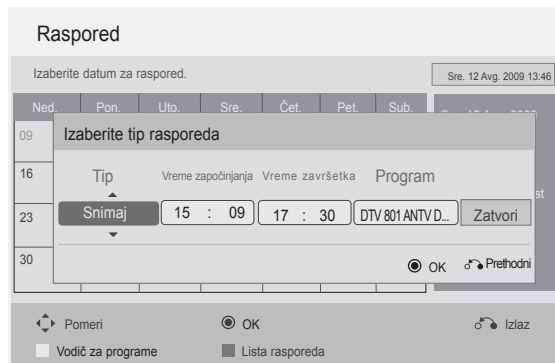 Raspored
Izaberite datum za raspored.
Sre. 12 Avg. 2009 13:46
Ned. Pon. Uto. Sre. Čet. Pet. Sub.
09
Izaberite tip rasporeda
16
Tip Vreme započinjanja Vreme završetka Program
st
23
Snimaj 15 : 09 17 : 30 DTV 801 ANTV D... Zatvori
30
OK Prethodni
Pomeri OK Izlaz
Vodič za programe Lista rasporeda